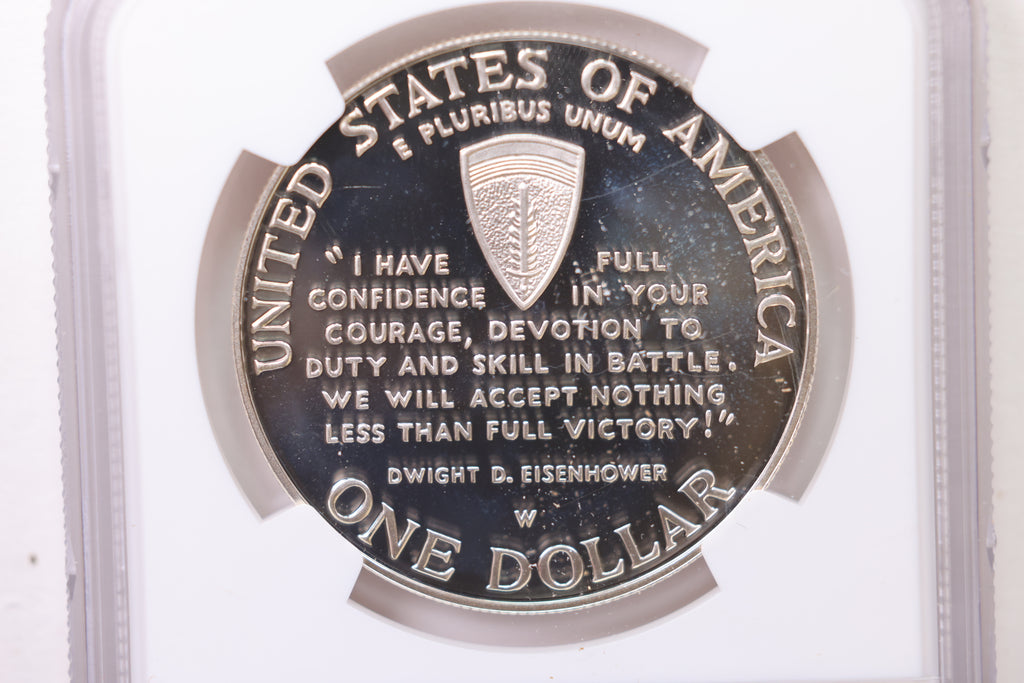 UNITED STATES OF AMERICA
E PLURIBUS UNUM
“I HAVE FULL
CONFIDENCE IN YOUR
COURAGE, DEVOTION TO
DUTY AND SKILL IN BATTLE.
WE WILL ACCEPT NOTHING
LESS THAN FULL VICTORY!”
DWIGHT D. EISENHOWER
W
ONE DOLLAR